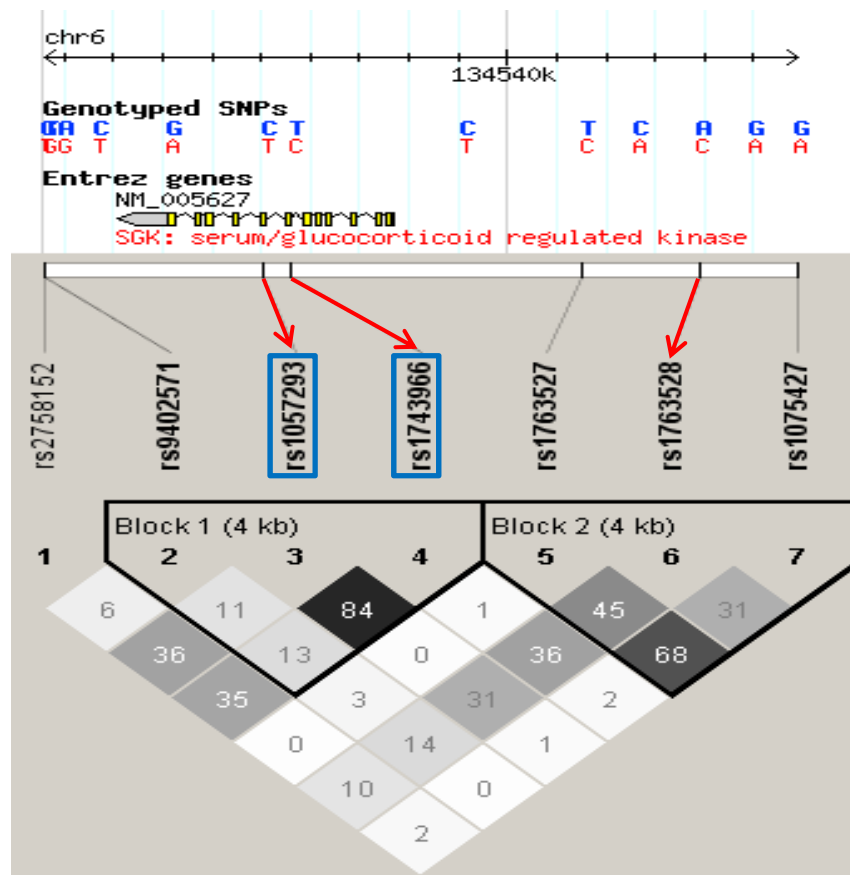 chr6
134540k
Genotyped SNPs
C G C T C T C A G G
T A T C T C A C A A
Entrez genes
NM_005627
SGK: serum/glucocorticoid regulated kinase
rs2758152
rs9402571
rs1057293
rs1743966
rs1763527
rs1763528
rs1075427
Block 1 (4 kb) Block 2 (4 kb)
1 2 3 4 5 6 7
6 11 84 1 45 31
36 13 0 36 68
35 3 31 2
0 14 1
10 0
2